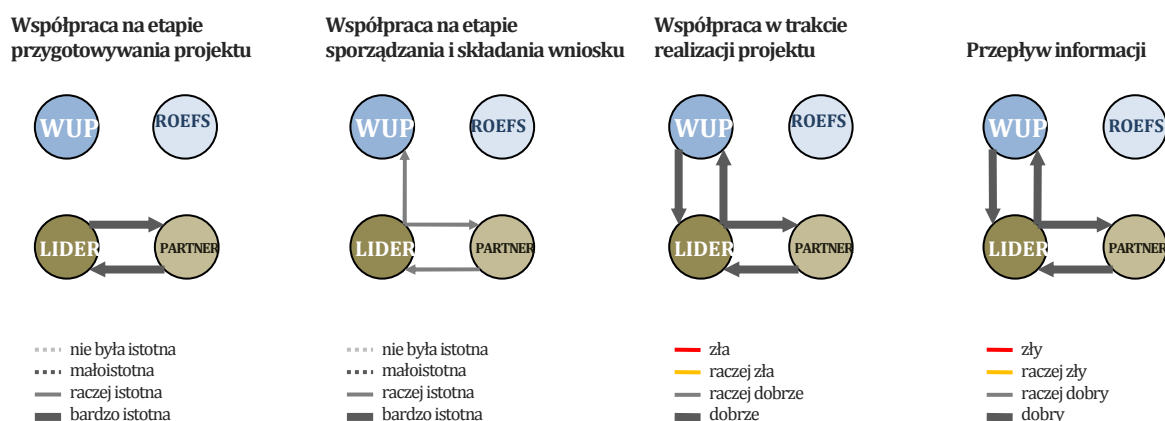 Współpraca na etapie
przygotowywania projektu
WUP
ROEFS
LIDER
PARTNER
nie była istotna
małoistotna
raczej istotna
bardzo istotna
Współpraca na etapie
sporządzania i składania wniosku
WUP
ROEFS
LIDER
PARTNER
nie była istotna
małoistotna
raczej istotna
bardzo istotna
Współpraca w trakcie
realizacji projektu
WUP
ROEFS
LIDER
PARTNER
zła
raczej zła
raczej dobrze
dobrze
Przepływ informacji
WUP
ROEFS
LIDER
PARTNER
zły
raczej zły
raczej dobry
dobry